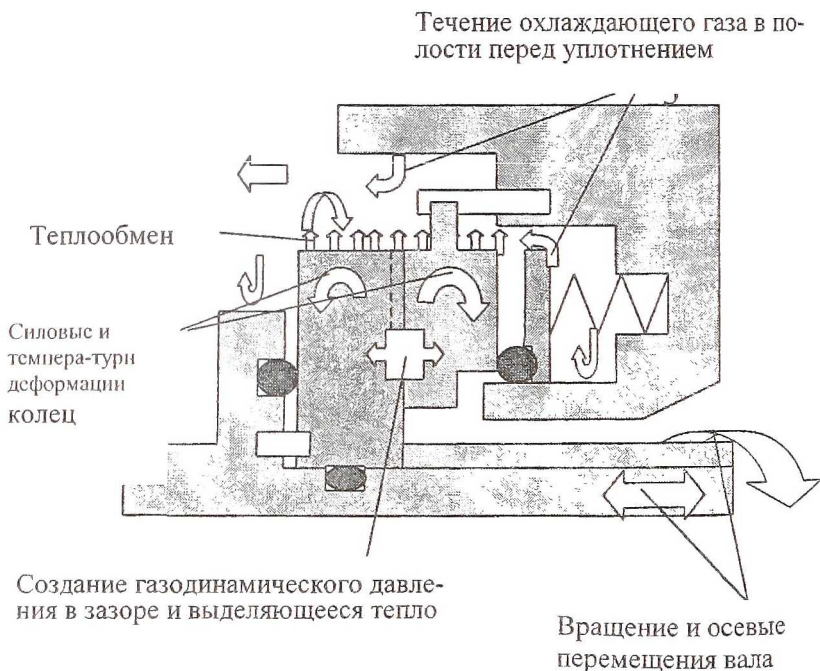 Течение охлаждающего газа в по-
лости перед уплотнением
Теплообмен
Силовые и
темпера-турн
деформации
колец
Создание газодинамического давле-
ния в зазоре и выделяющееся тепло
Вращение и осевые
перемещения вала